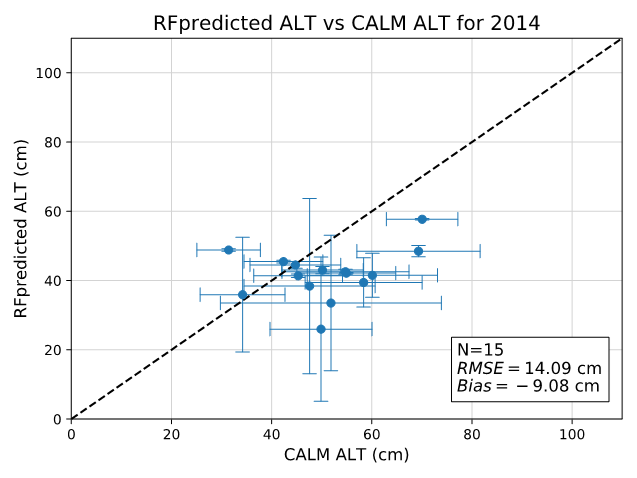 RFpredicted ALT vs CALM ALT for 2014
RFpredicted ALT (cm)
100
80
60
40
20
0
N=15
RMSE = 14.09 cm
Bias = −9.08 cm
0 20 40 60 80 100
CALM ALT (cm)